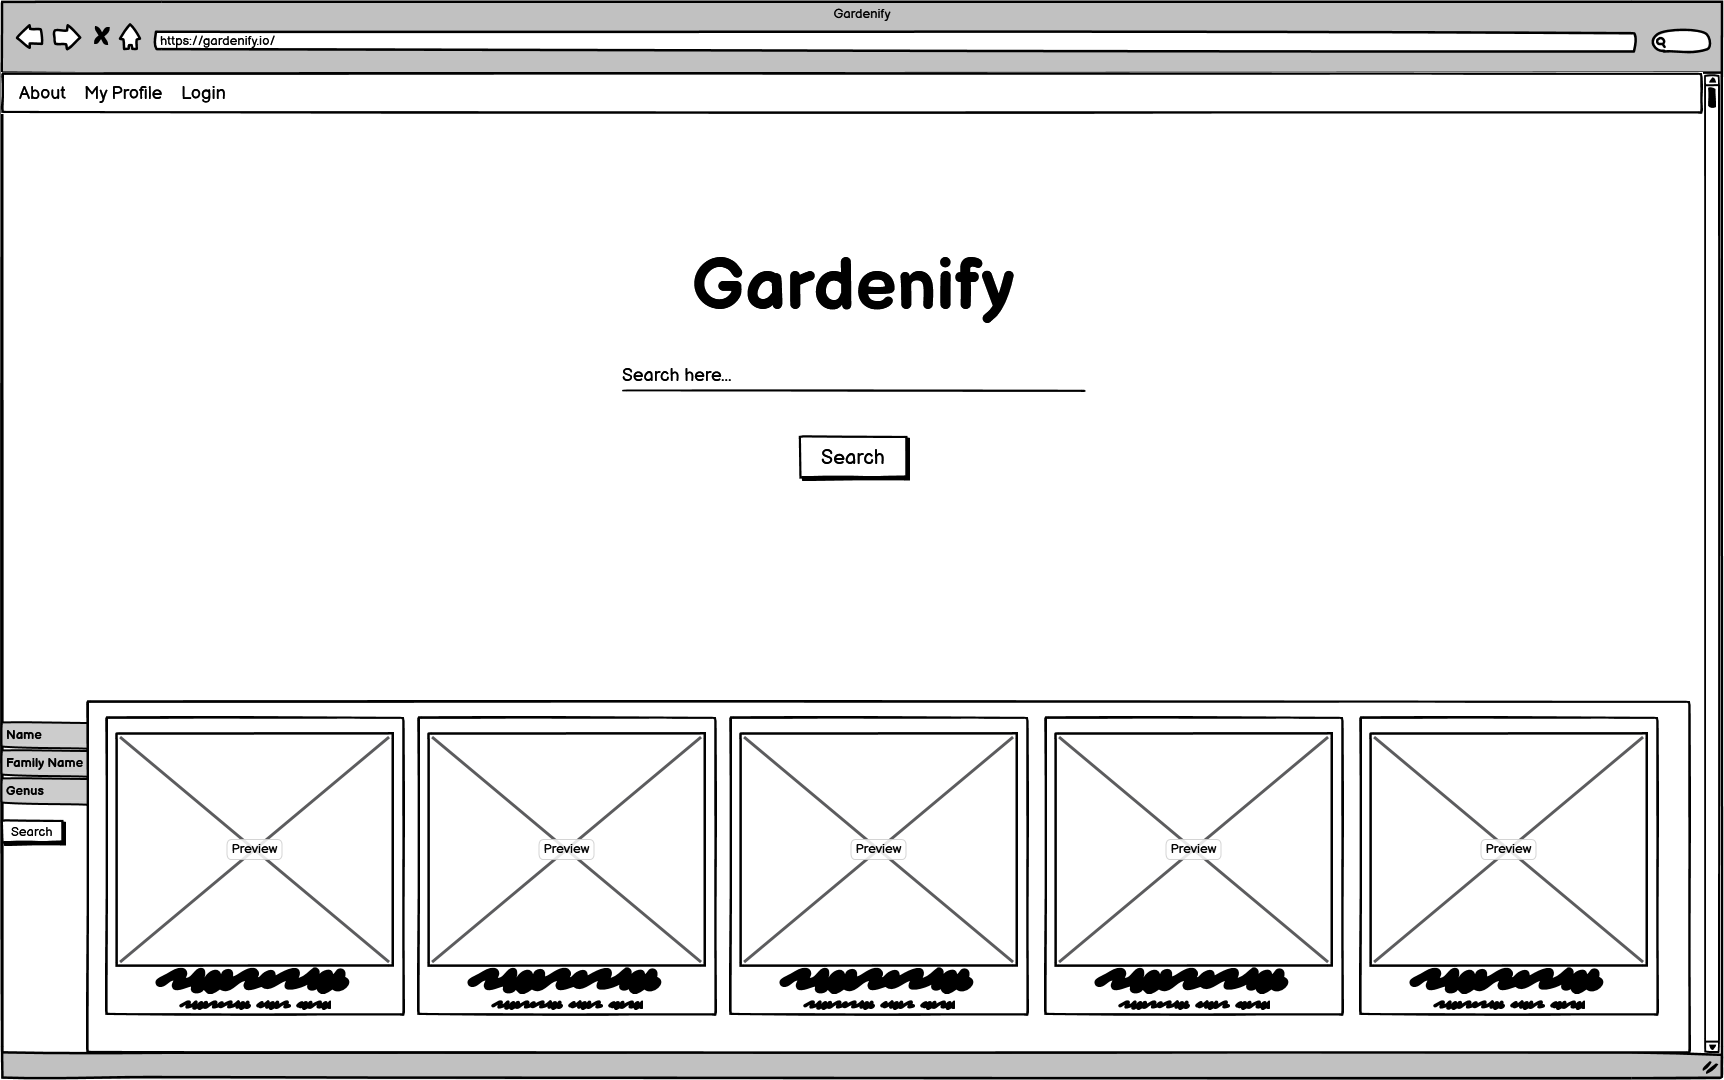 Gardenify
https://gardenify.io/
About My Profile Login
Gardenify
Search here...
Search
Name
Family Name
Genus
Search
Preview Preview Preview Preview Preview